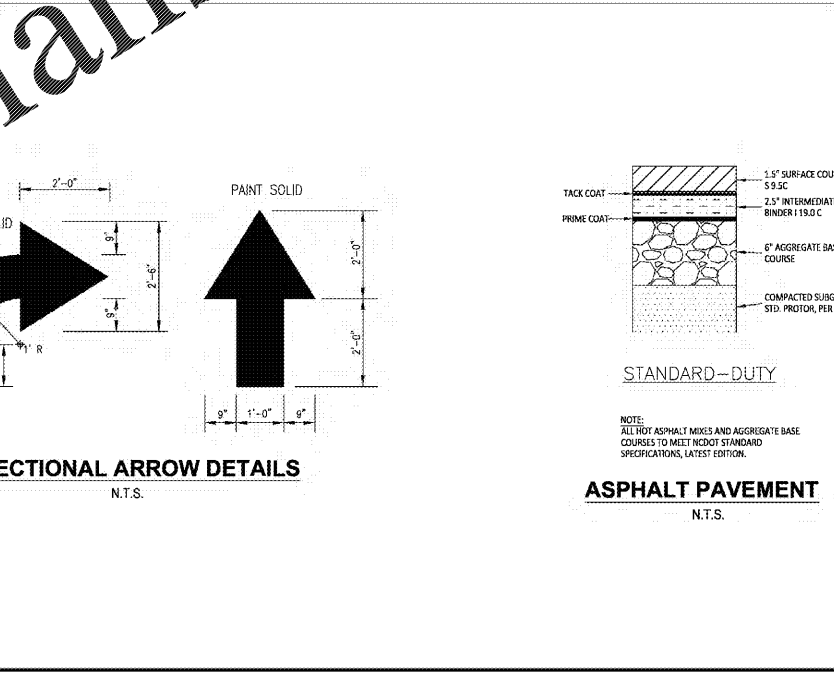 2'-0"
ID
9"
2'-6"
9"
1' R
PAINT SOLID
2'-0"
2'-0"
9" 1'-0" 9"
ECTIONAL ARROW DETAILS
N.T.S.
TACK COAT
PRIME COAT
1.5" SURFACE COU
S 9.5C
2.5" INTERMEDIAT
BINDER I 19.0 C
6" AGGREGATE BAS
COURSE
COMPACTED SUBG
STD. PROTOR, PER
STANDARD-DUTY
NOTE:
ALL HOT ASPHALT MIXES AND AGGREGATE BASE
COURSES TO MEET NCDOT STANDARD
SPECIFICATIONS, LATEST EDITION.
ASPHALT PAVEMENT
N.T.S.